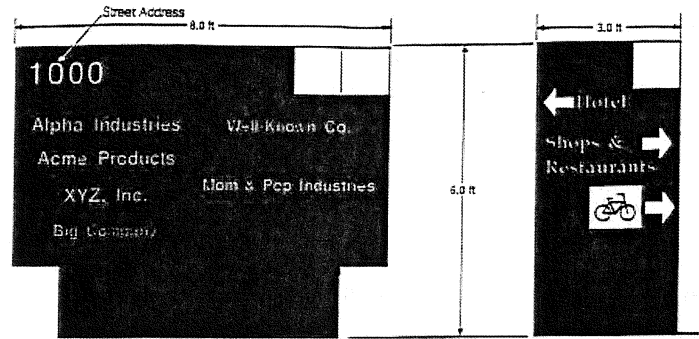 Street Address
8.0 ft
3.0 ft
1000
Hotel
Alpha Industries
Well-Known Co.
Shops &
Acme Products
Restaurants
Mom & Pop Industries
6.0 ft
XYZ, Inc.
Big Company